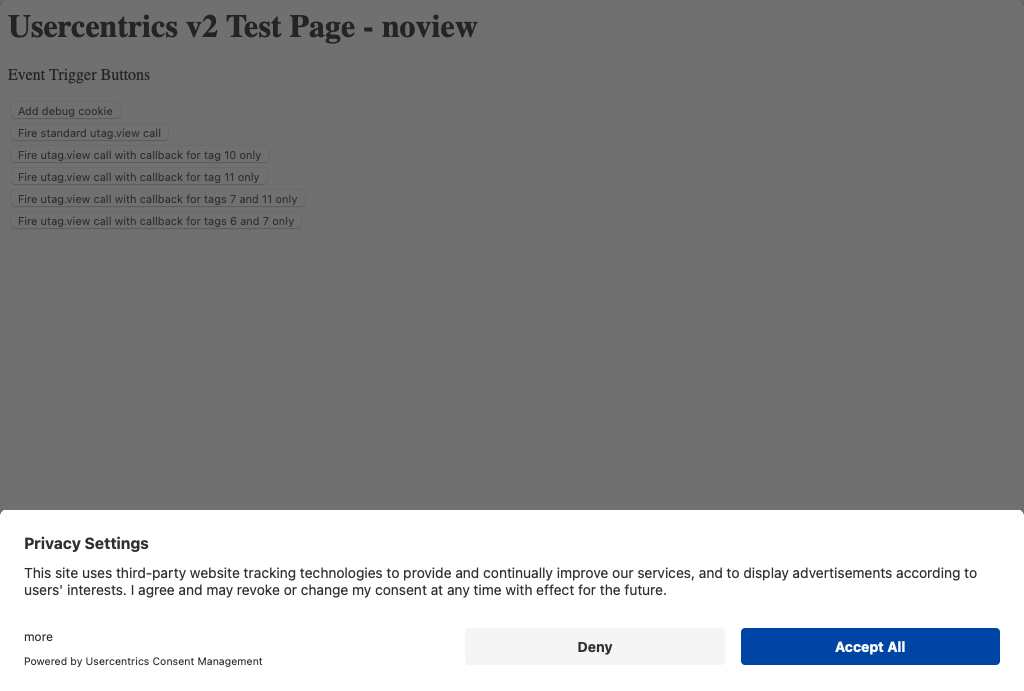 Usercentrics v2 Test Page - noview
Event Trigger Buttons
Add debug cookie
Fire standard utag.view call
Fire utag.view call with callback for tag 10 only
Fire utag.view call with callback for tag 11 only
Fire utag.view call with callback for tags 7 and 11 only
Fire utag.view call with callback for tags 6 and 7 only
Privacy Settings
This site uses third-party website tracking technologies to provide and continually improve our services, and to display advertisements according to
users' interests. I agree and may revoke or change my consent at any time with effect for the future.
more
Powered by Usercentrics Consent Management
Deny
Accept All